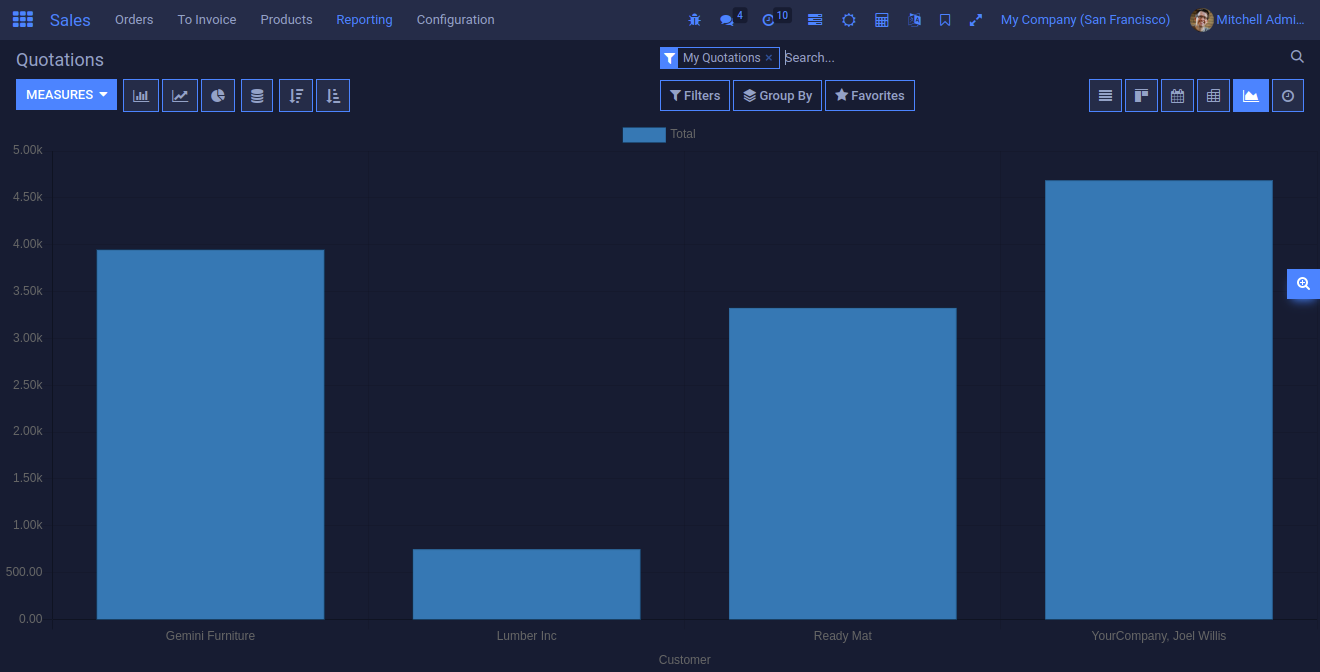 Sales Orders To Invoice Products Reporting Configuration 4 10 My Company (San Francisco) Mitchell Admi...
Quotations My Quotations × Search...
MEASURES Filters Group By Favorites
Total
5.00k
4.50k
4.00k
3.50k
3.00k
2.50k
2.00k
1.50k
1.00k
500.00
0.00
Gemini Furniture Lumber Inc Ready Mat YourCompany, Joel Willis
Customer